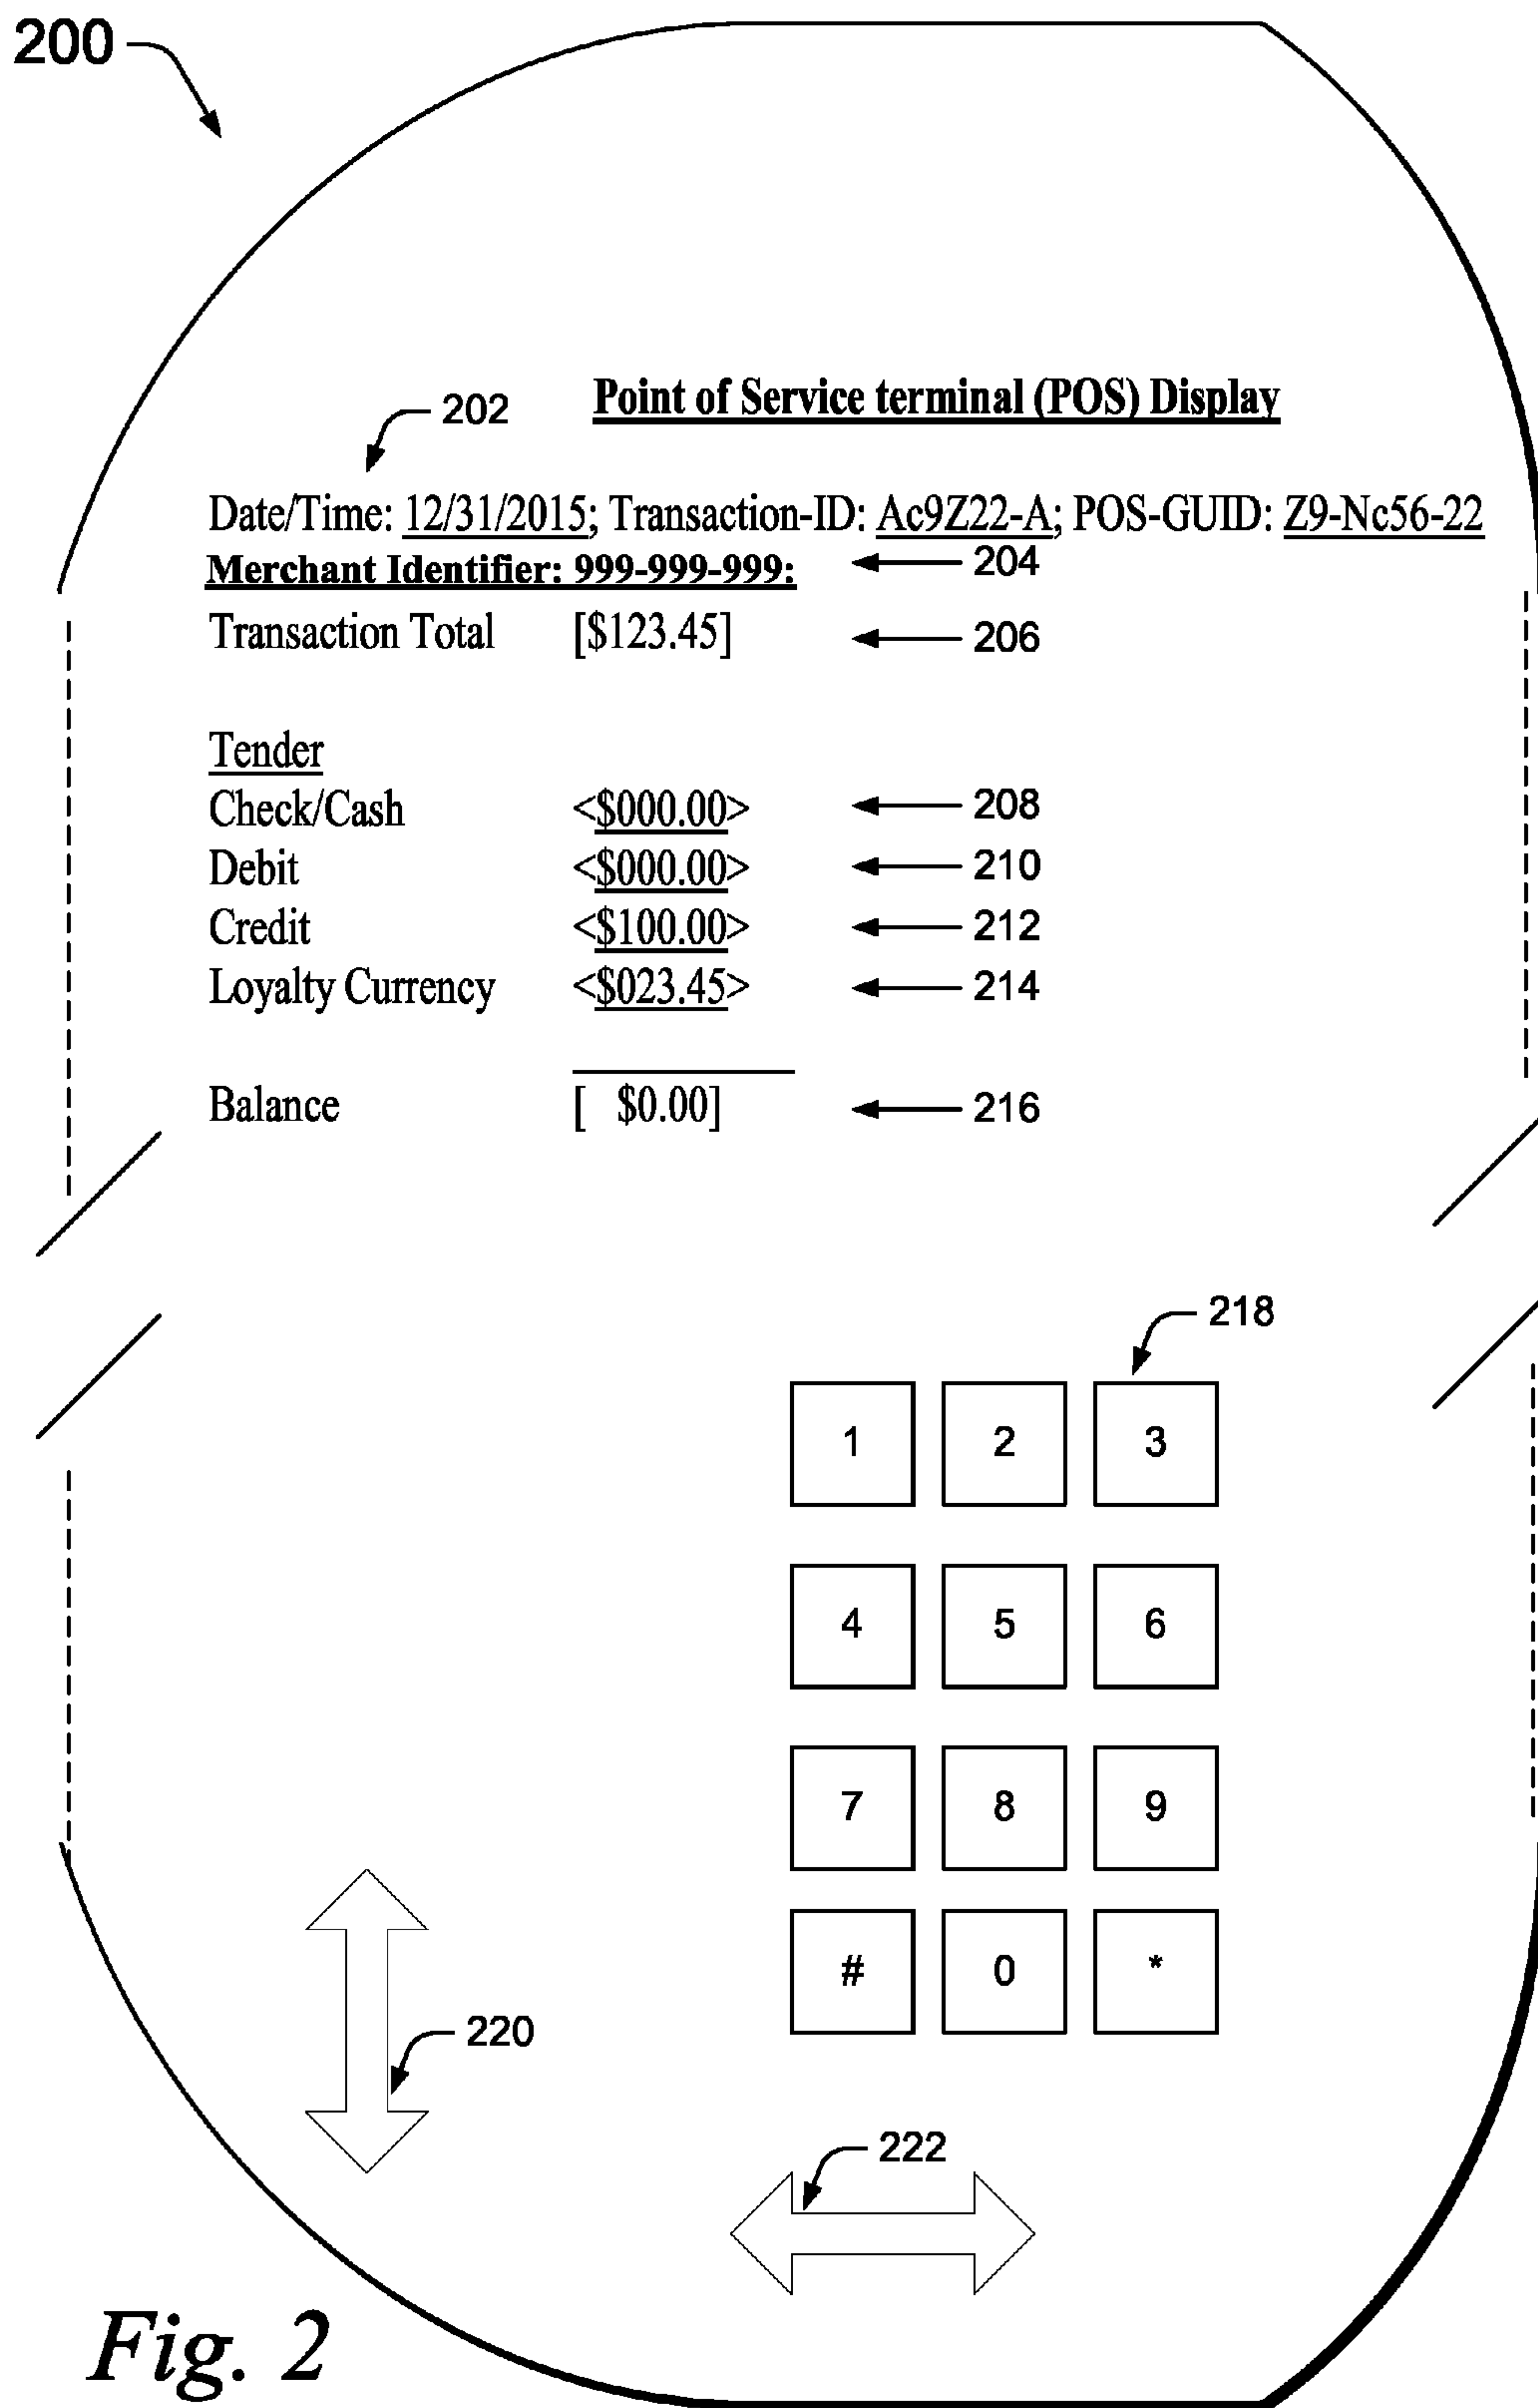 200
202 Point of Service terminal (POS) Display
Date/Time: 12/31/2015; Transaction-ID: Ac9Z22-A; POS-GUID: Z9-Nc56-22
Merchant Identifier: 999-999-999: 204
Transaction Total [$123.45] 206
Tender
Check/Cash <$000.00> 208
Debit <$000.00> 210
Credit <$100.00> 212
Loyalty Currency <$023.45> 214
Balance [ $0.00] 216
218
1 2 3
4 5 6
7 8 9
# 0 *
220
222
Fig. 2